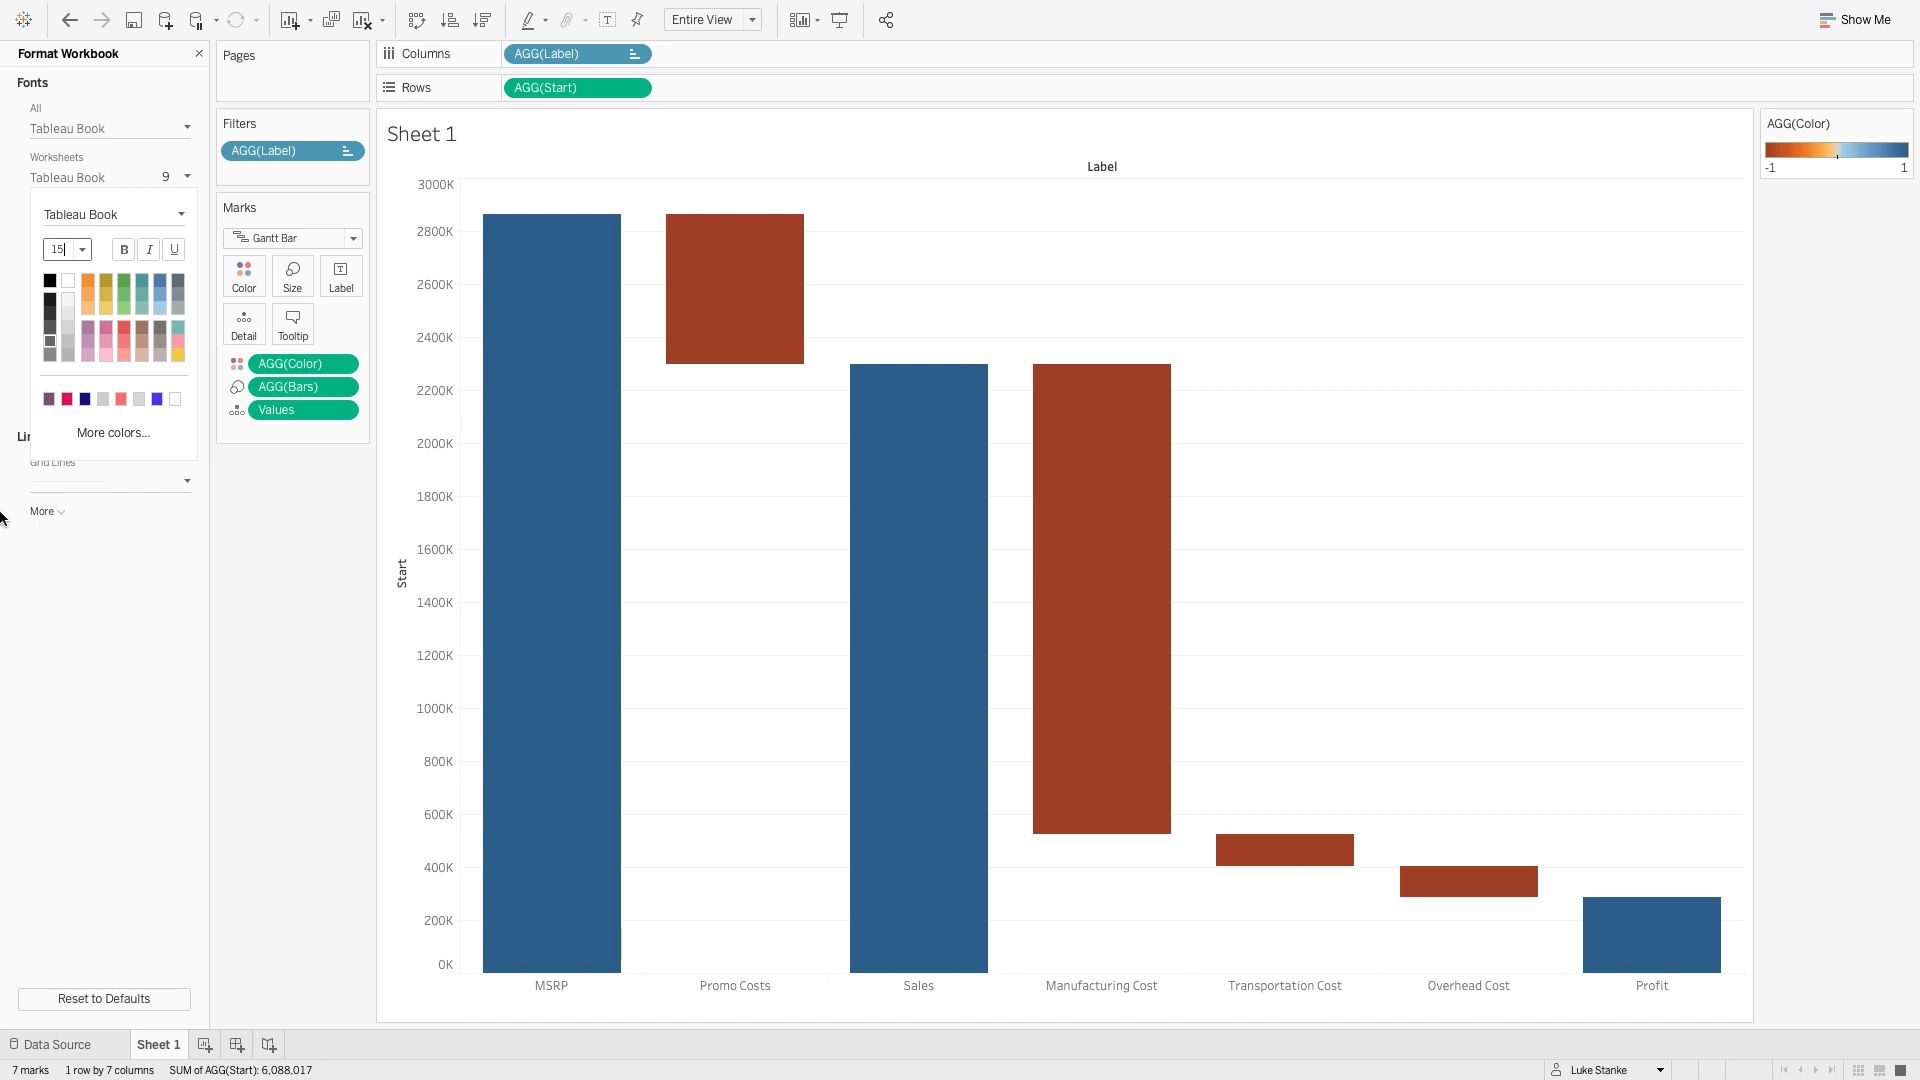 Entire View
Show Me
Format Workbook
Fonts
All
Tableau Book
Worksheets
Tableau Book 9
Tableau Book
15
B I U
More colors...
Lin
Grid Lines
More
Reset to Defaults
Pages
Filters
AGG(Label)
Marks
Gantt Bar
Color Size Label
Detail Tooltip
AGG(Color)
AGG(Bars)
Values
Columns AGG(Label)
Rows AGG(Start)
Sheet 1
Label
3000K
2800K
2600K
2400K
2200K
2000K
1800K
1600K
1400K
1200K
1000K
800K
600K
400K
200K
0K
Start
MSRP Promo Costs Sales Manufacturing Cost Transportation Cost Overhead Cost Profit
AGG(Color)
-1 1
Data Source Sheet 1
7 marks 1 row by 7 columns SUM of AGG(Start): 6,088,017
Luke Stanke